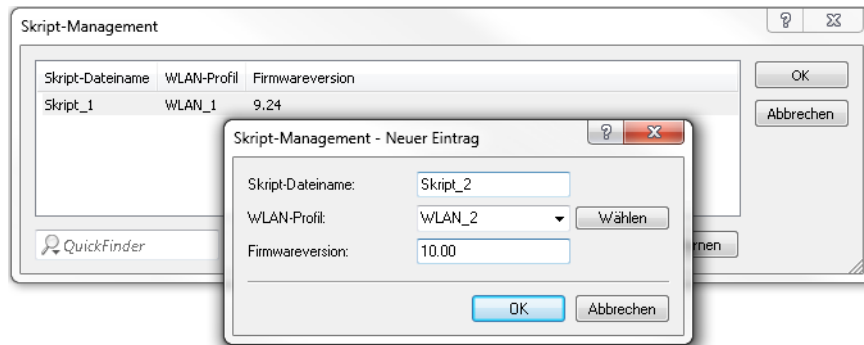 Skript-Management
Skript-Dateiname WLAN-Profil Firmwareversion
Skript_1 WLAN_1 9.24
OK
Abbrechen
QuickFinder
Skript-Management - Neuer Eintrag
Skript-Dateiname: Skript_2
WLAN-Profil: WLAN_2 Wählen
Firmwareversion: 10.00
OK Abbrechen